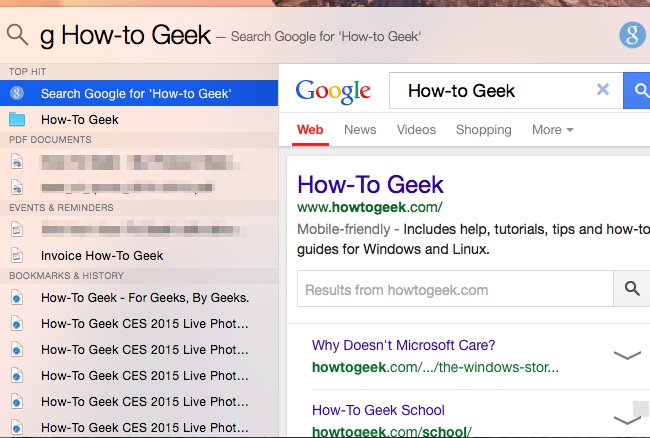 g How-to Geek — Search Google for 'How-to Geek'
TOP HIT
Search Google for 'How-to Geek'
How-To Geek
PDF DOCUMENTS
EVENTS & REMINDERS
Invoice How-To Geek
BOOKMARKS & HISTORY
How-To Geek - For Geeks, By Geeks.
How-To Geek CES 2015 Live Phot...
How-To Geek CES 2015 Live Phot...
How-To Geek CES 2015 Live Phot...
How-To Geek CES 2015 Live Phot...
How-To Geek CES 2015 Live Phot...
Google
How-to Geek
Web News Videos Shopping More
How-To Geek
www.howtogeek.com/
Mobile-friendly - Includes help, tutorials, tips and how-to
guides for Windows and Linux.
Results from howtogeek.com
Why Doesn't Microsoft Care?
howtogeek.com/.../the-windows-stor...
How-To Geek School
howtogeek.com/school/